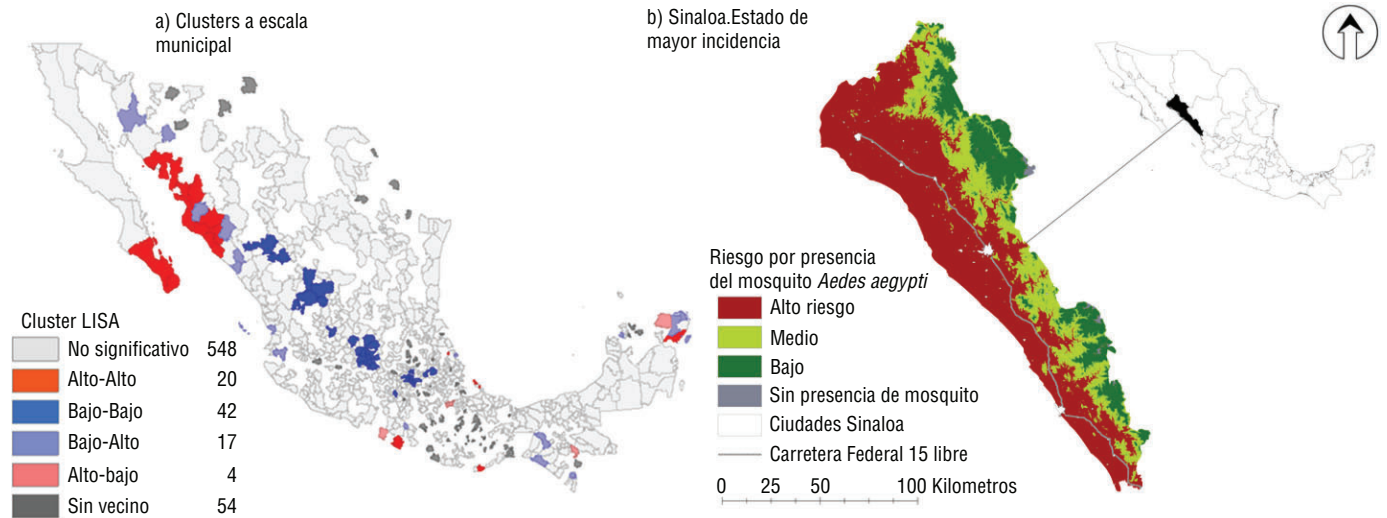 a) Clusters a escala
municipal
Cluster LISA
No significativo 548
Alto-Alto 20
Bajo-Bajo 42
Bajo-Alto 17
Alto-bajo 4
Sin vecino 54
b) Sinaloa.Estado de
mayor incidencia
Riesgo por presencia
del mosquito Aedes aegypti
Alto riesgo
Medio
Bajo
Sin presencia de mosquito
Ciudades Sinaloa
Carretera Federal 15 libre
0 25 50 100 Kilometros